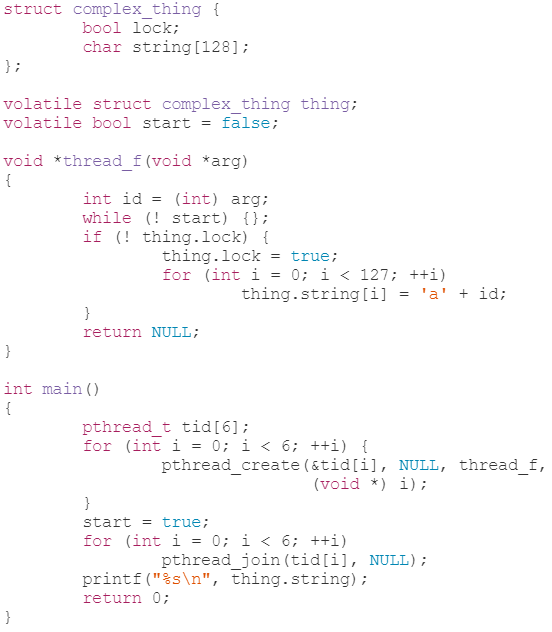 struct complex_thing {
        bool lock;
        char string[128];
};

volatile struct complex_thing thing;
volatile bool start = false;

void *thread_f(void *arg)
{
        int id = (int) arg;
        while (! start) {};
        if (! thing.lock) {
                thing.lock = true;
                for (int i = 0; i < 127; ++i)
                        thing.string[i] = 'a' + id;
        }
        return NULL;
}

int main()
{
        pthread_t tid[6];
        for (int i = 0; i < 6; ++i) {
                pthread_create(&tid[i], NULL, thread_f,
                               (void *) i);
        }
        start = true;
        for (int i = 0; i < 6; ++i)
                pthread_join(tid[i], NULL);
        printf("%s\n", thing.string);
        return 0;
}